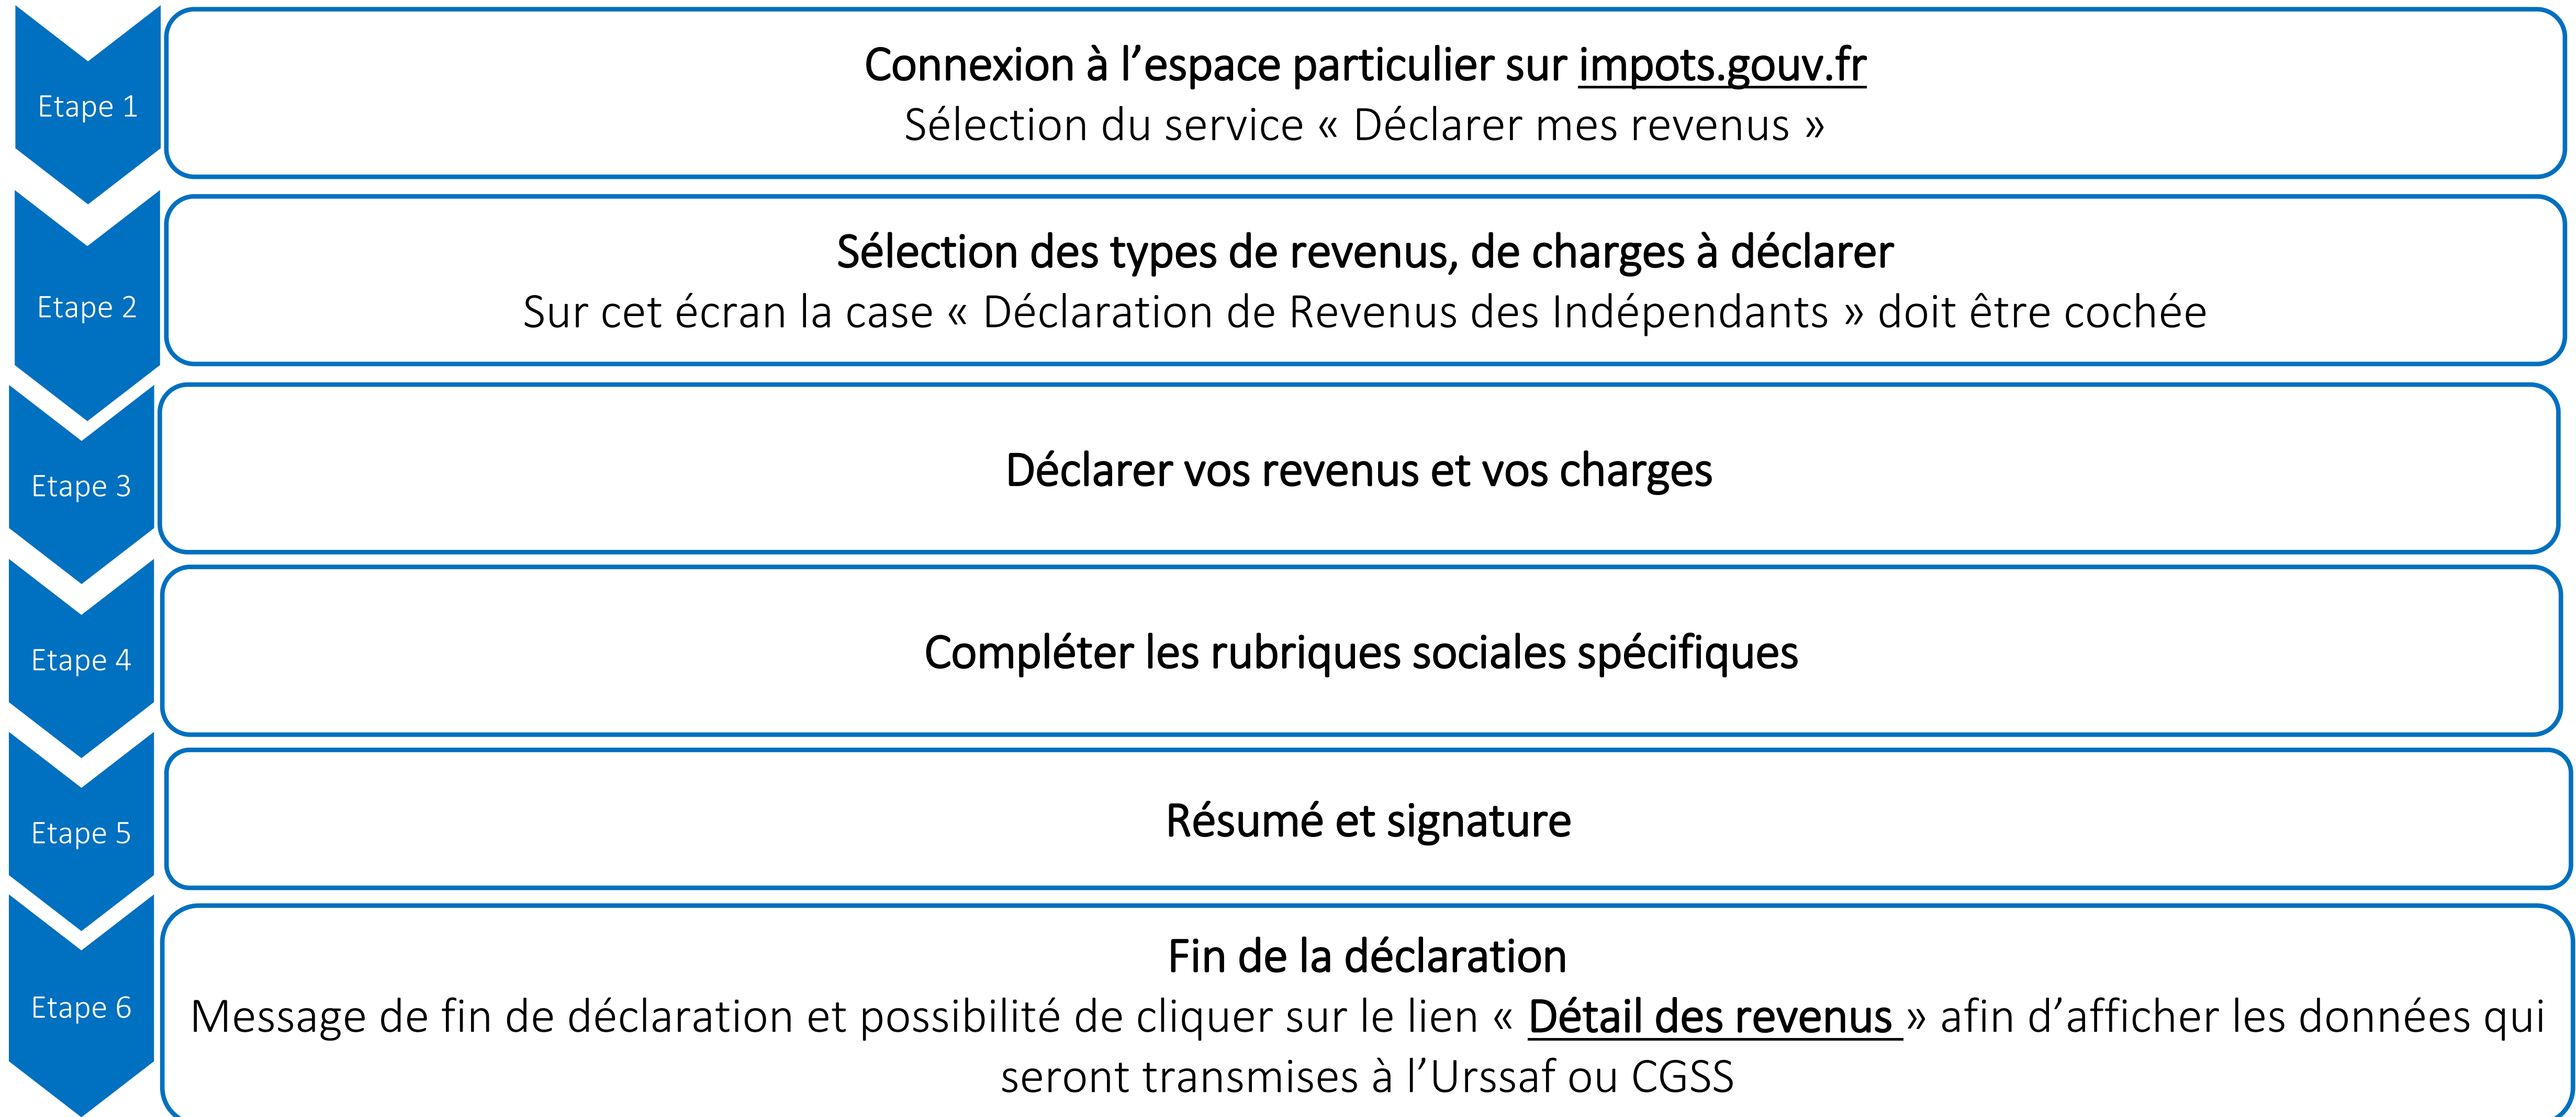 Etape 1
Connexion à l’espace particulier sur impots.gouv.fr
Sélection du service « Déclarer mes revenus »
Etape 2
Sélection des types de revenus, de charges à déclarer
Sur cet écran la case « Déclaration de Revenus des Indépendants » doit être cochée
Etape 3
Déclarer vos revenus et vos charges
Etape 4
Compléter les rubriques sociales spécifiques
Etape 5
Résumé et signature
Etape 6
Fin de la déclaration
Message de fin de déclaration et possibilité de cliquer sur le lien « Détail des revenus » afin d’afficher les données qui
seront transmises à l’Urssaf ou CGSS